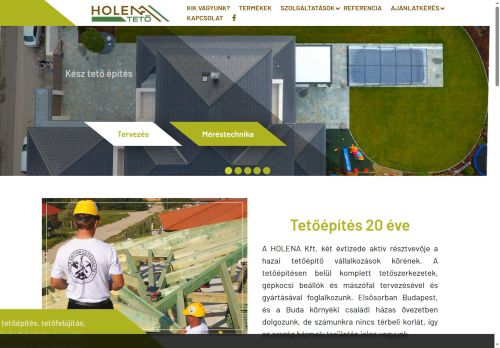 HOLENA
TETŐ
KIK VAGYUNK? TERMÉKEK SZOLGÁLTATÁSOK REFERENCIA AJÁNLATKÉRÉS
KAPCSOLAT
Kész tető építés
Tervezés
Méréstechnika
Tetőépítés 20 éve
A HOLENA Kft. két évtizede aktív résztvevője a
hazai tetőépítő vállalkozások körének. A
tetőépítésen belül komplett tetőszerkezetek,
gépkocsi beállók és mászófal tervezésével és
gyártásával foglalkozunk. Elsősorban Budapest,
és a Buda környéki családi házas övezetben
dolgozunk, de számunkra nincs térbeli korlát, így
tetőépítés, tetőfelújítás,